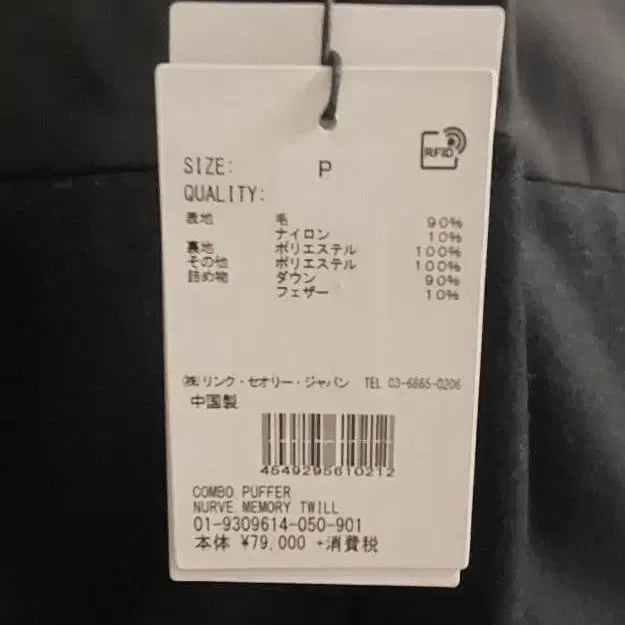 RFID
SIZE: P
QUALITY:
表地 毛 90%
ナイロン 10%
裏地 ポリエステル 100%
その他 ポリエステル 100%
詰め物 ダウン 90%
フェザー 10%
㈱リンク・セオリー・ジャパン TEL 03-6865-0206
中国製
4549295610212
COMBO PUFFER
NURVE MEMORY TWILL
01-9309614-050-901
本体 ¥79,000 +消費税